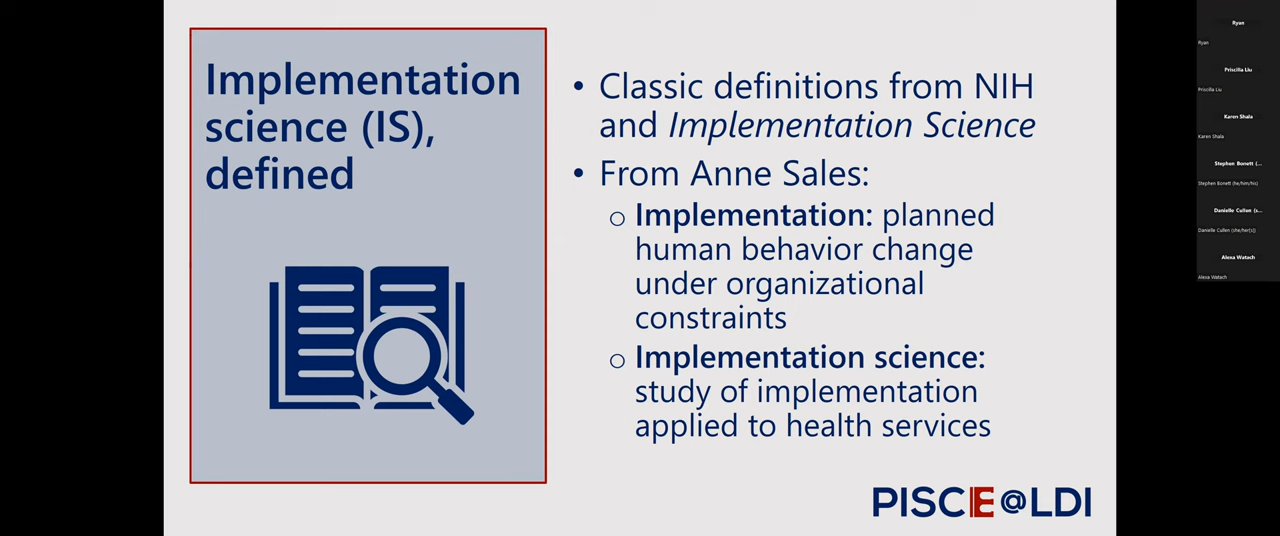 Implementation
science (IS),
defined
• Classic definitions from NIH
and Implementation Science
• From Anne Sales:
o Implementation: planned
human behavior change
under organizational
constraints
o Implementation science:
study of implementation
applied to health services
PISCE@LDI
Ryan
Ryan
Priscilla Liu
Priscilla Liu
Karen Shala
Karen Shala
Stephen Bonett (...
Stephen Bonett (he/him/his)
Danielle Cullen (s...
Danielle Cullen (she/her(s))
Alexa Watach
Alexa Watach